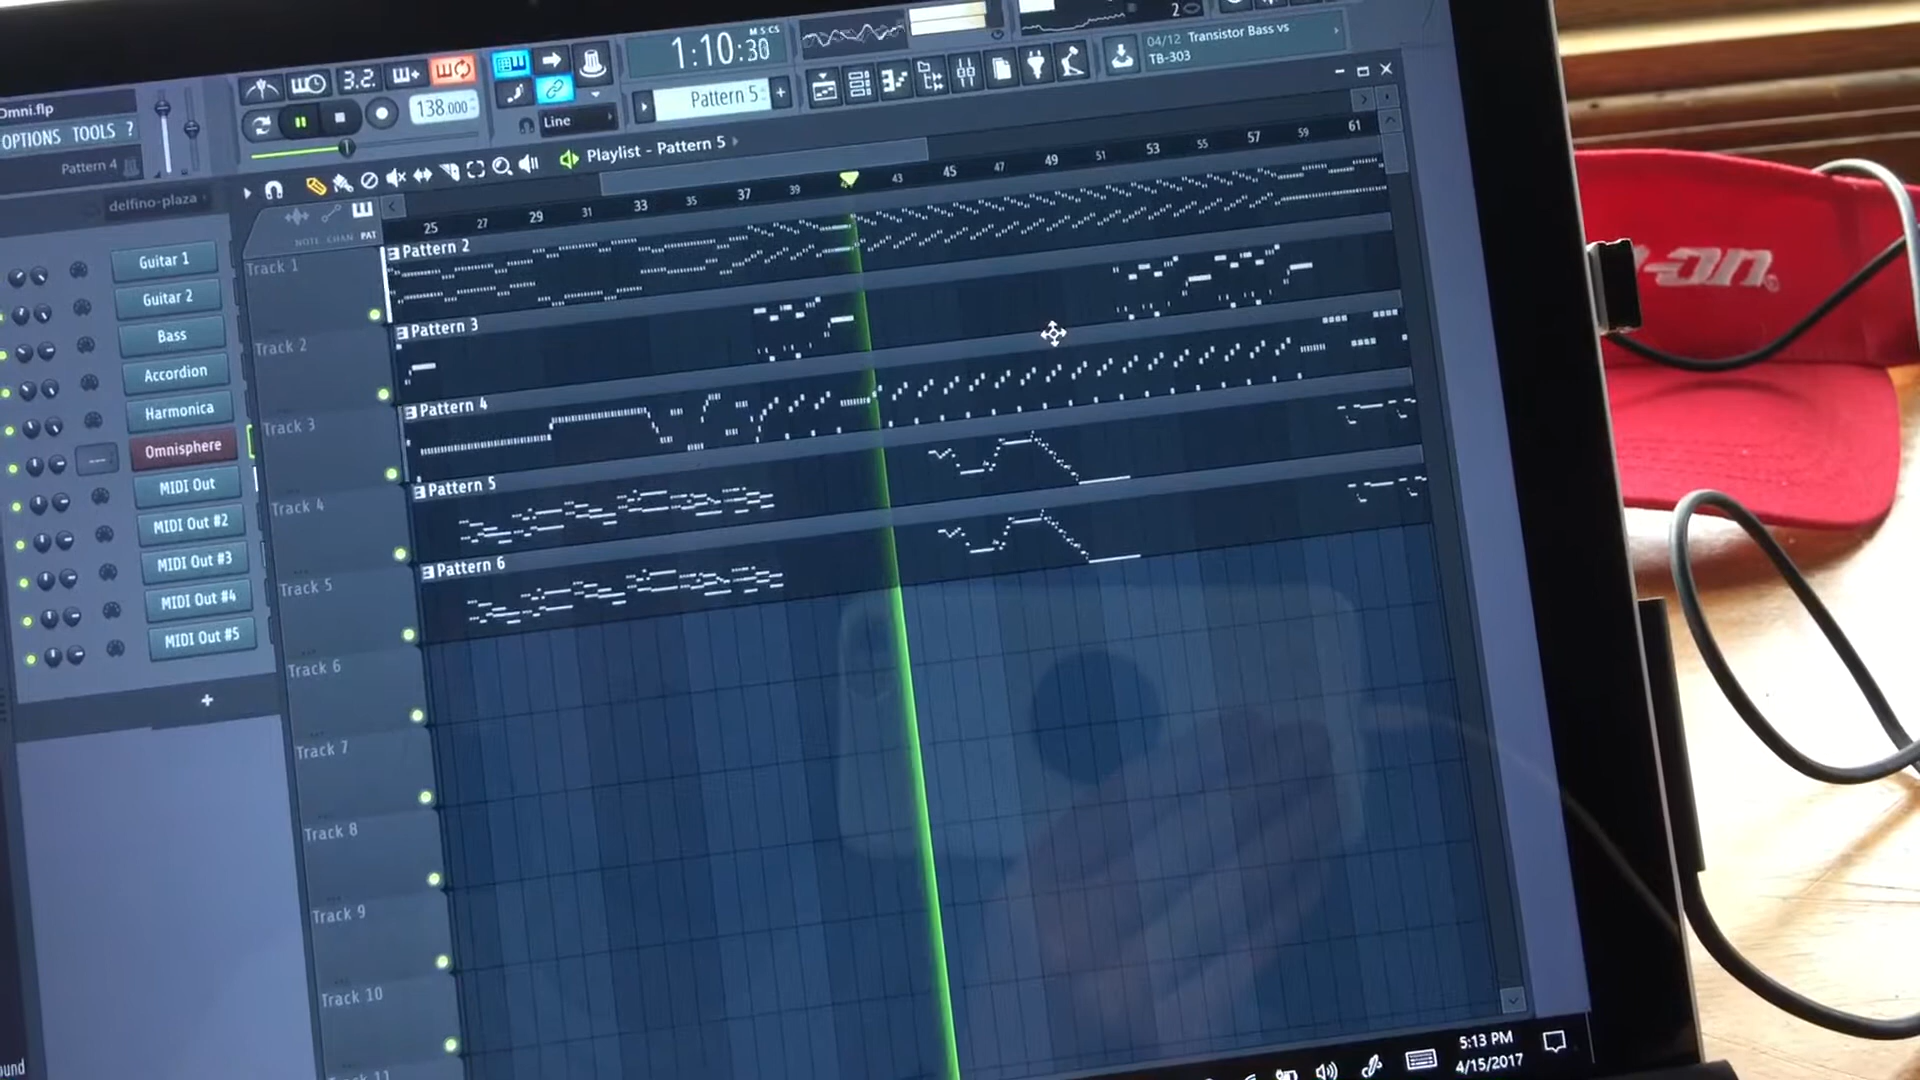 Omni.flp
OPTIONS TOOLS ?
Pattern 4
3.2
138.000
Line
1:10:30
M:S:CS
Pattern 5
2
04/12 Transistor Bass vs
TB-303
Playlist - Pattern 5
delfino-plaza
NOTE CHAN PAT
25 27 29 31 33 35 37 39 43 45 47 49 51 53 55 57 59 61
Guitar 1
Guitar 2
Bass
Accordion
Harmonica
Omnisphere
MIDI Out
MIDI Out #2
MIDI Out #3
MIDI Out #4
MIDI Out #5
+
Track 1
Track 2
Track 3
Track 4
Track 5
Track 6
Track 7
Track 8
Track 9
Track 10
Pattern 2
Pattern 3
Pattern 4
Pattern 5
Pattern 6
5:13 PM
4/15/2017
-on